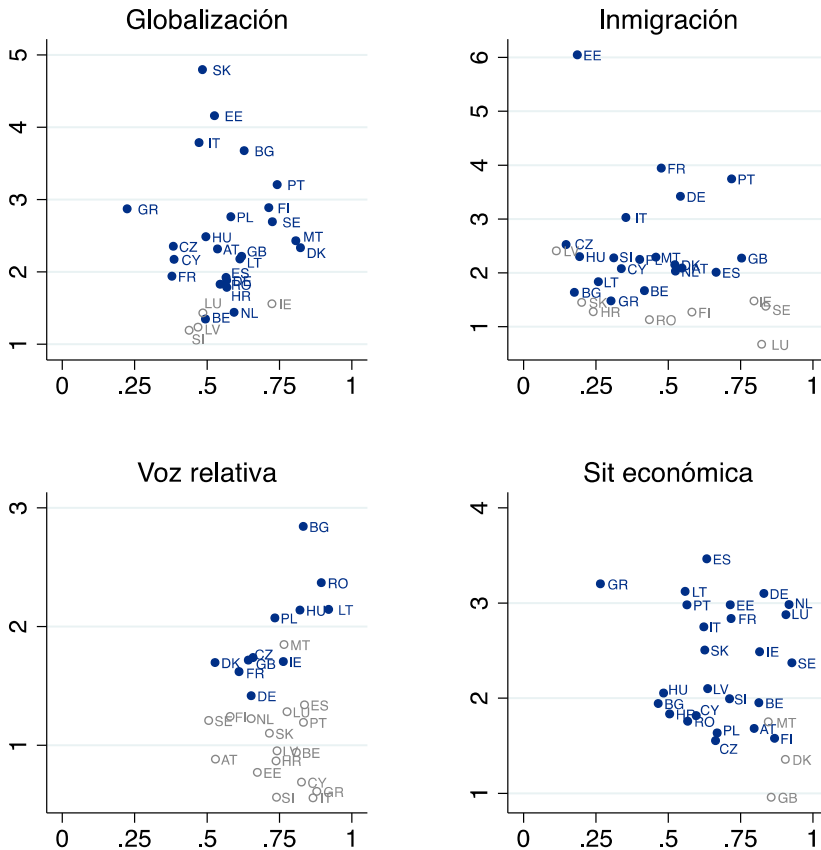 Globalización
5
4
3
2
1
SK
EE
IT
BG
PT
GR
FI
PL
SE
HU
MT
CZ
AT
GB
DK
CY
LT
FR
ES
DE
RO
HR
LU
IE
BE
NL
LV
SI
0 .25 .5 .75 1
Inmigración
6
5
4
3
2
1
EE
FR
PT
DE
IT
CZ
LV
HU
SI
PL
MT
DK
AT
NL
GB
CY
ES
LT
BG
BE
SK
GR
HR
RO
FI
IE
SE
LU
0 .25 .5 .75 1
Voz relativa
3
2
1
BG
RO
HU
LT
PL
MT
CZ
DK
GB
IE
FR
DE
ES
LU
SE
FI
NL
PT
SK
AT
LV
BE
HR
EE
CY
GR
SI
IT
0 .25 .5 .75 1
Sit económica
4
3
2
1
ES
GR
LT
DE
PT
EE
NL
FR
LU
IT
SK
IE
SE
HU
LV
BG
SI
BE
HR
CY
RO
MT
PL
AT
CZ
FI
DK
GB
0 .25 .5 .75 1